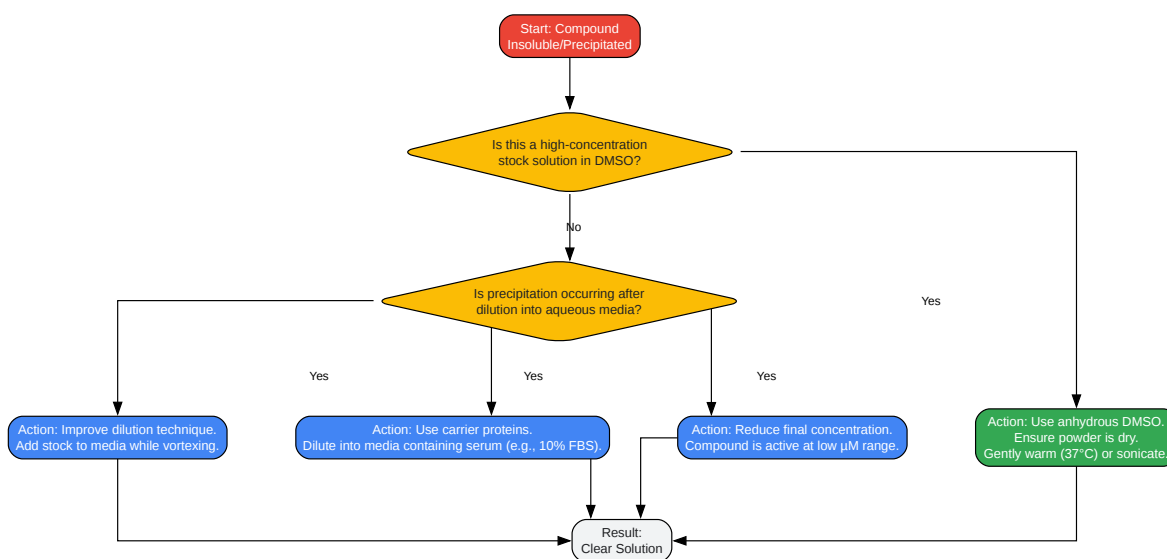 Start: Compound
Insoluble/Precipitated
Is this a high-concentration
stock solution in DMSO?
No
Is precipitation occurring after
dilution into aqueous media?
Yes
Yes
Yes
Yes
Action: Improve dilution technique.
Add stock to media while vortexing.
Action: Use carrier proteins.
Dilute into media containing serum (e.g., 10% FBS).
Action: Reduce final concentration.
Compound is active at low µM range.
Action: Use anhydrous DMSO.
Ensure powder is dry.
Gently warm (37°C) or sonicate.
Result:
Clear Solution